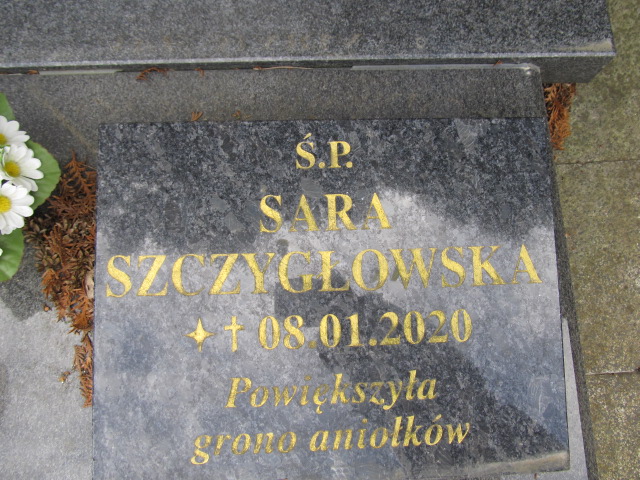 Ś.P.
SARA
SZCZYGŁOWSKA
✦ † 08.01.2020
Powiększyła
grono aniołków